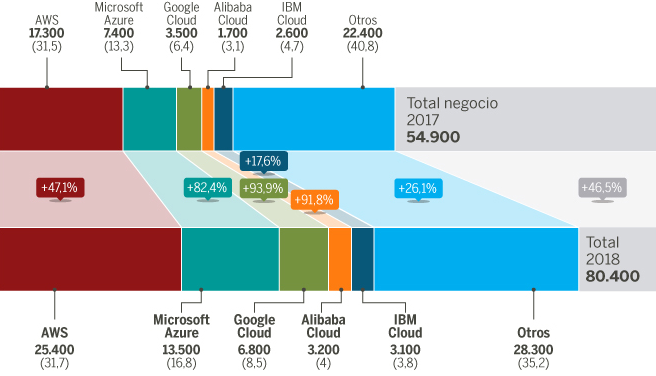 AWS
17.300
(31,5)
Microsoft
Azure
7.400
(13,3)
Google
Cloud
3.500
(6,4)
Alibaba
Cloud
1.700
(3,1)
IBM
Cloud
2.600
(4,7)
Otros
22.400
(40,8)
Total negocio
2017
54.900
+47,1%
+82,4%
+17,6%
+93,9%
+91,8%
+26,1%
+46,5%
Total
2018
80.400
AWS
25.400
(31,7)
Microsoft
Azure
13.500
(16,8)
Google
Cloud
6.800
(8,5)
Alibaba
Cloud
3.200
(4)
IBM
Cloud
3.100
(3,8)
Otros
28.300
(35,2)